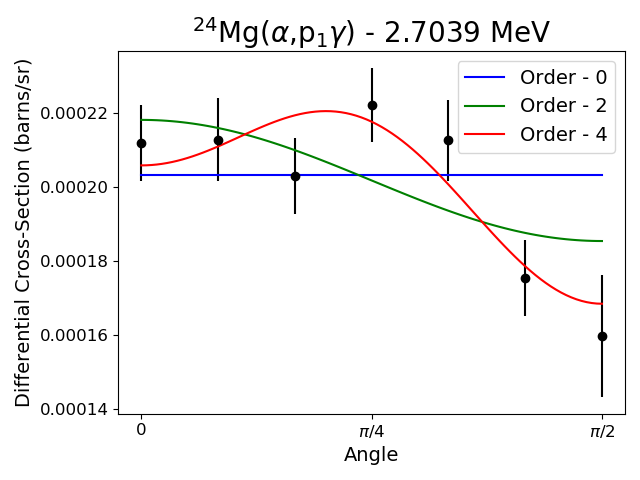 ²⁴Mg(α,p₁γ) - 2.7039 MeV
Differential Cross-Section (barns/sr)
0.00022
0.00020
0.00018
0.00016
0.00014
Order - 0
Order - 2
Order - 4
0
π/4
π/2
Angle